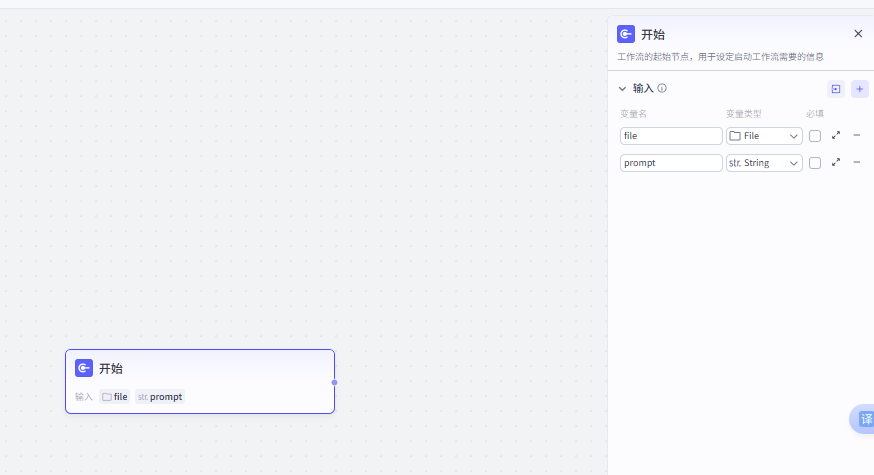 开始
工作流的起始节点，用于设定启动工作流需要的信息
输入
变量名 变量类型 必填
file File
prompt str. String
开始
输入 file str. prompt
译